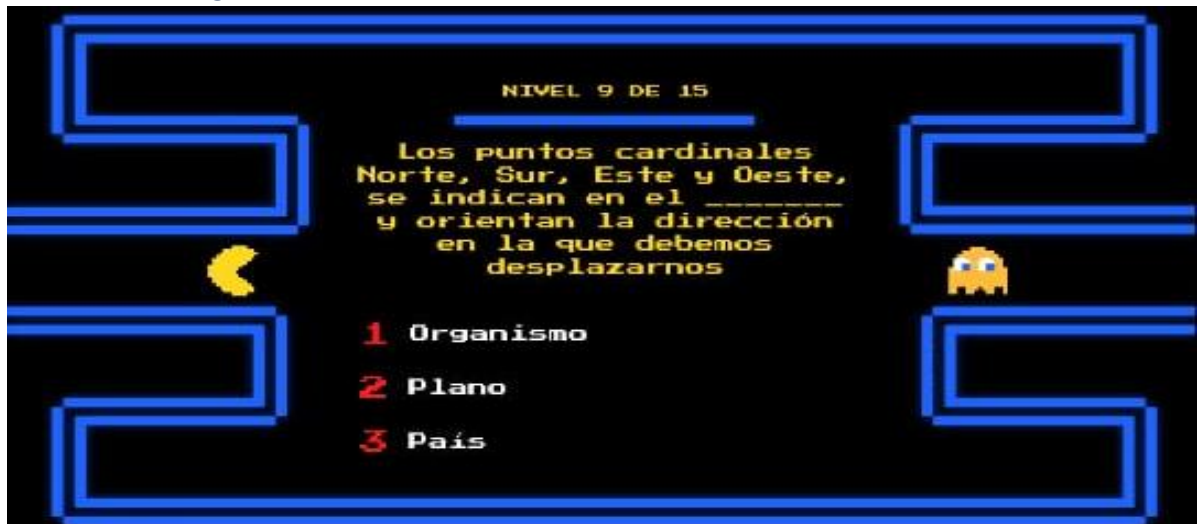 NIVEL 9 DE 15
Los puntos cardinales
Norte, Sur, Este y Oeste,
se indican en el _______
y orientan la dirección
en la que debemos
desplazarnos
1 Organismo
2 Plano
3 País